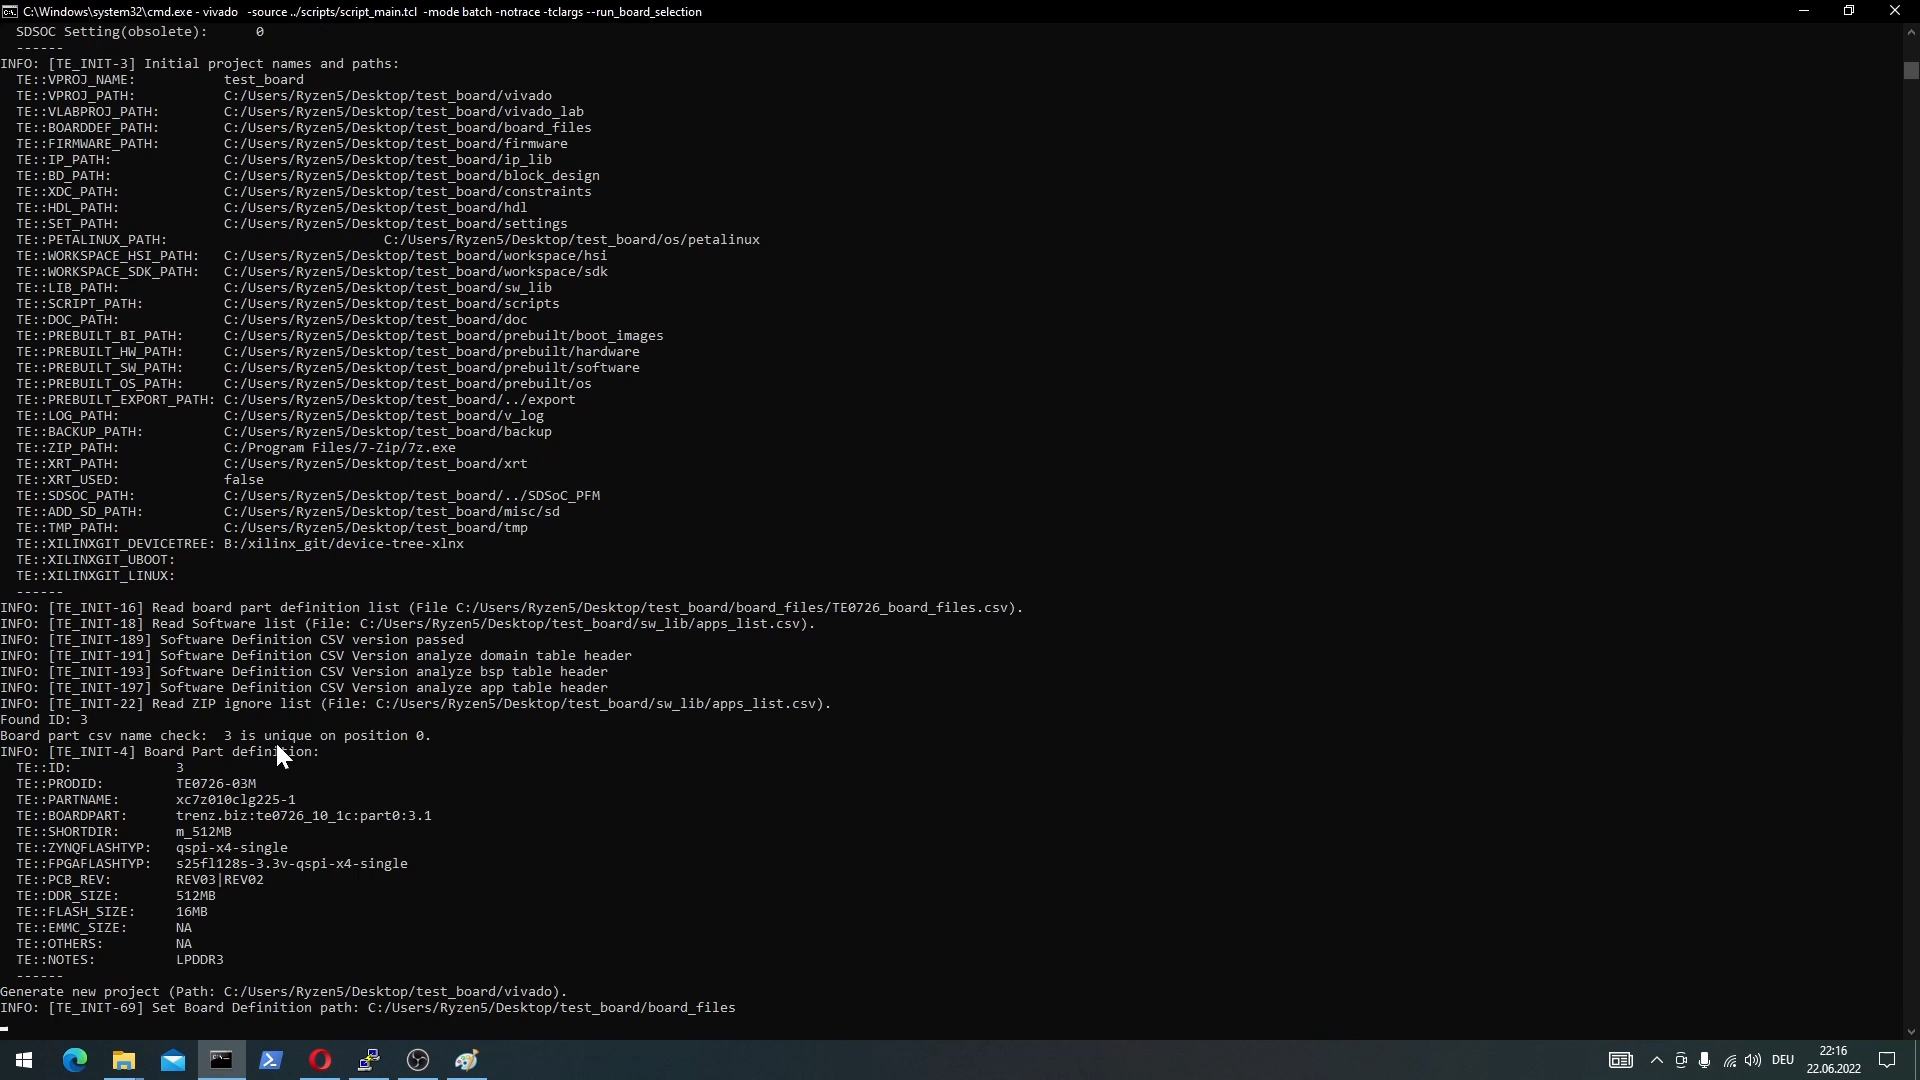 C:\Windows\system32\cmd.exe - vivado  -source ../scripts/script_main.tcl  -mode batch -notrace -tclargs --run_board_selection
SDSOC Setting(obsolete):      0
------
INFO: [TE_INIT-3] Initial project names and paths:
TE::VPROJ_NAME:           test_board
TE::VPROJ_PATH:           C:/Users/Ryzen5/Desktop/test_board/vivado
TE::VLABPROJ_PATH:        C:/Users/Ryzen5/Desktop/test_board/vivado_lab
TE::BOARDDEF_PATH:        C:/Users/Ryzen5/Desktop/test_board/board_files
TE::FIRMWARE_PATH:        C:/Users/Ryzen5/Desktop/test_board/firmware
TE::IP_PATH:              C:/Users/Ryzen5/Desktop/test_board/ip_lib
TE::BD_PATH:              C:/Users/Ryzen5/Desktop/test_board/block_design
TE::XDC_PATH:             C:/Users/Ryzen5/Desktop/test_board/constraints
TE::HDL_PATH:             C:/Users/Ryzen5/Desktop/test_board/hdl
TE::SET_PATH:             C:/Users/Ryzen5/Desktop/test_board/settings
TE::PETALINUX_PATH:                           C:/Users/Ryzen5/Desktop/test_board/os/petalinux
TE::WORKSPACE_HSI_PATH:   C:/Users/Ryzen5/Desktop/test_board/workspace/hsi
TE::WORKSPACE_SDK_PATH:   C:/Users/Ryzen5/Desktop/test_board/workspace/sdk
TE::LIB_PATH:             C:/Users/Ryzen5/Desktop/test_board/sw_lib
TE::SCRIPT_PATH:          C:/Users/Ryzen5/Desktop/test_board/scripts
TE::DOC_PATH:             C:/Users/Ryzen5/Desktop/test_board/doc
TE::PREBUILT_BI_PATH:     C:/Users/Ryzen5/Desktop/test_board/prebuilt/boot_images
TE::PREBUILT_HW_PATH:     C:/Users/Ryzen5/Desktop/test_board/prebuilt/hardware
TE::PREBUILT_SW_PATH:     C:/Users/Ryzen5/Desktop/test_board/prebuilt/software
TE::PREBUILT_OS_PATH:     C:/Users/Ryzen5/Desktop/test_board/prebuilt/os
TE::PREBUILT_EXPORT_PATH: C:/Users/Ryzen5/Desktop/test_board/../export
TE::LOG_PATH:             C:/Users/Ryzen5/Desktop/test_board/v_log
TE::BACKUP_PATH:          C:/Users/Ryzen5/Desktop/test_board/backup
TE::ZIP_PATH:             C:/Program Files/7-Zip/7z.exe
TE::XRT_PATH:             C:/Users/Ryzen5/Desktop/test_board/xrt
TE::XRT_USED:             false
TE::SDSOC_PATH:           C:/Users/Ryzen5/Desktop/test_board/../SDSoC_PFM
TE::ADD_SD_PATH:          C:/Users/Ryzen5/Desktop/test_board/misc/sd
TE::TMP_PATH:             C:/Users/Ryzen5/Desktop/test_board/tmp
TE::XILINXGIT_DEVICETREE: B:/xilinx_git/device-tree-xlnx
TE::XILINXGIT_UBOOT:
TE::XILINXGIT_LINUX:
------
INFO: [TE_INIT-16] Read board part definition list (File C:/Users/Ryzen5/Desktop/test_board/board_files/TE0726_board_files.csv).
INFO: [TE_INIT-18] Read Software list (File: C:/Users/Ryzen5/Desktop/test_board/sw_lib/apps_list.csv).
INFO: [TE_INIT-189] Software Definition CSV version passed
INFO: [TE_INIT-191] Software Definition CSV Version analyze domain table header
INFO: [TE_INIT-193] Software Definition CSV Version analyze bsp table header
INFO: [TE_INIT-197] Software Definition CSV Version analyze app table header
INFO: [TE_INIT-22] Read ZIP ignore list (File: C:/Users/Ryzen5/Desktop/test_board/sw_lib/apps_list.csv).
Found ID: 3
Board part csv name check:  3 is unique on position 0.
INFO: [TE_INIT-4] Board Part definition:
TE::ID:             3
TE::PRODID:         TE0726-03M
TE::PARTNAME:       xc7z010clg225-1
TE::BOARDPART:      trenz.biz:te0726_10_1c:part0:3.1
TE::SHORTDIR:       m_512MB
TE::ZYNQFLASHTYP:   qspi-x4-single
TE::FPGAFLASHTYP:   s25fl128s-3.3v-qspi-x4-single
TE::PCB_REV:        REV03|REV02
TE::DDR_SIZE:       512MB
TE::FLASH_SIZE:     16MB
TE::EMMC_SIZE:      NA
TE::OTHERS:         NA
TE::NOTES:          LPDDR3
------
Generate new project (Path: C:/Users/Ryzen5/Desktop/test_board/vivado).
INFO: [TE_INIT-69] Set Board Definition path: C:/Users/Ryzen5/Desktop/test_board/board_files
DEU
22:16
22.06.2022